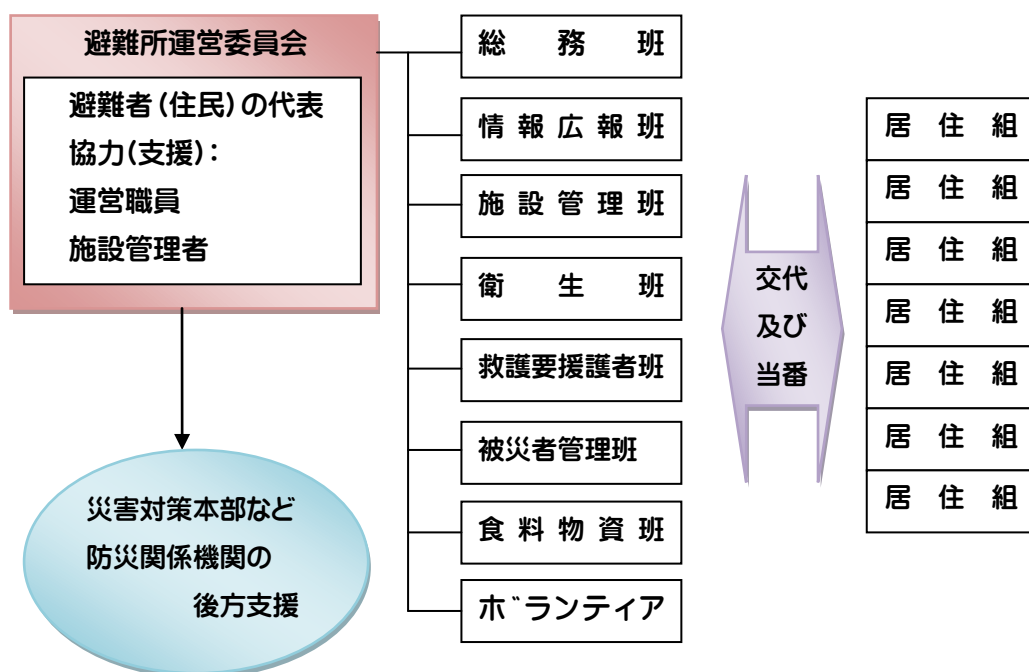 避難所運営委員会
避難者(住民)の代表
協力(支援):
運営職員
施設管理者
災害対策本部など
防災関係機関の
後方支援
総務班
情報広報班
施設管理班
衛生班
救護要援護者班
被災者管理班
食料物資班
ボランティア
交代
及び
当番
居住組
居住組
居住組
居住組
居住組
居住組
居住組